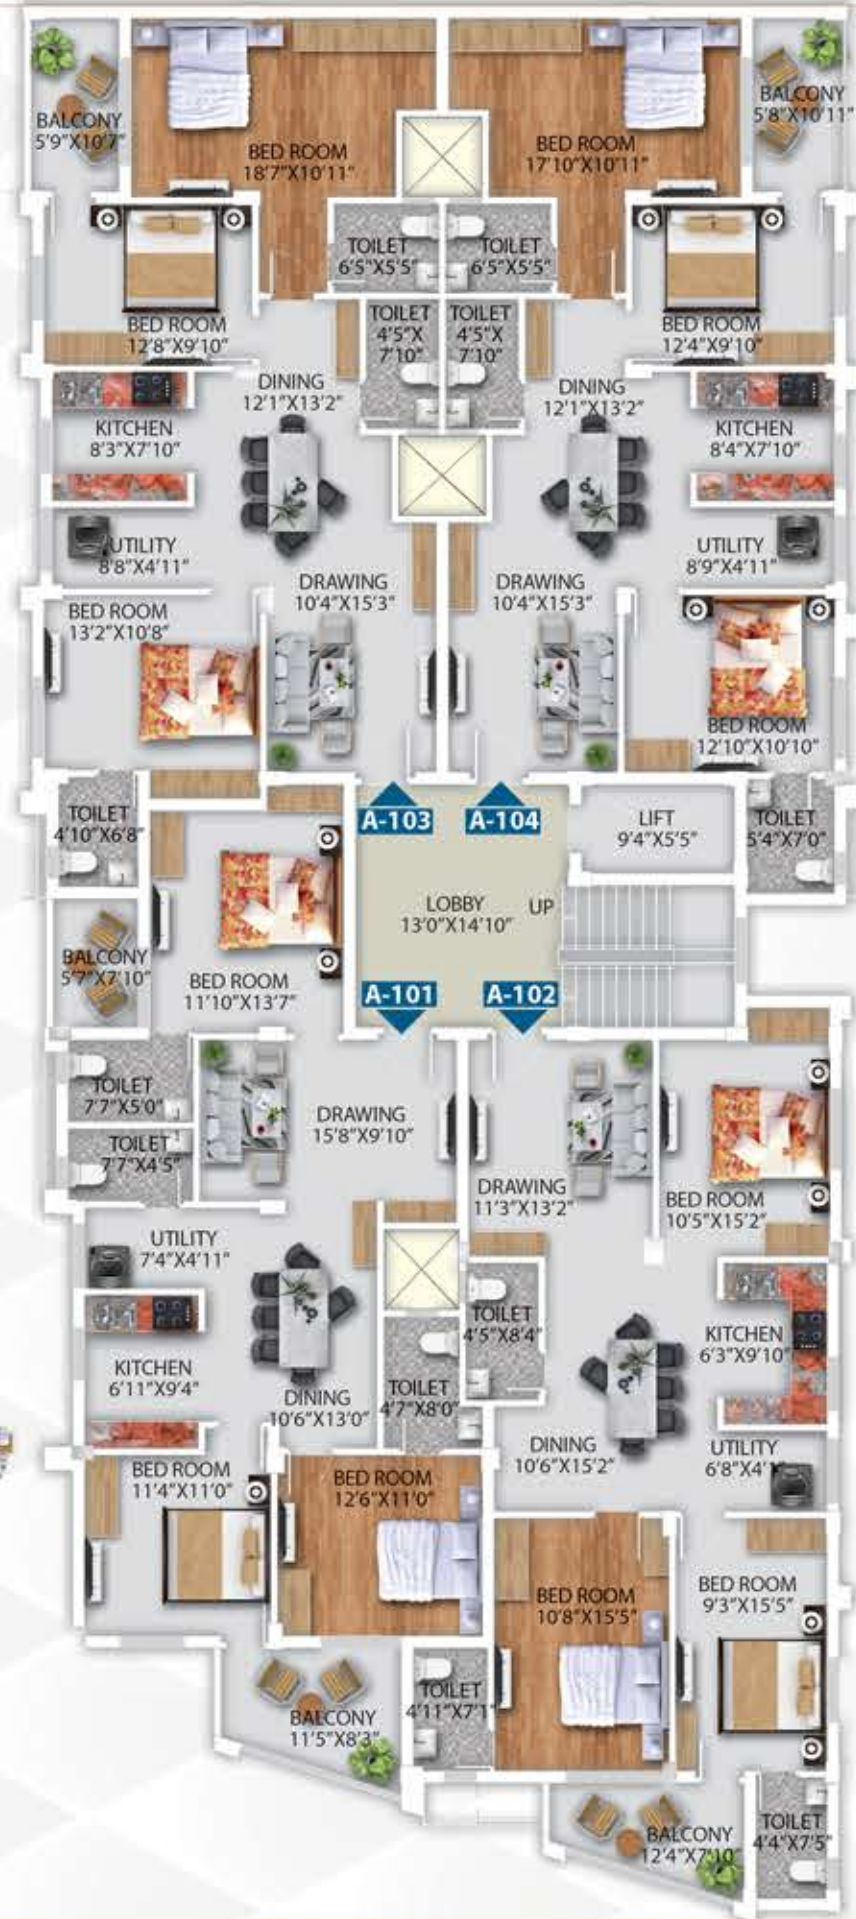 BALCONY
5'9"X10'7"
BED ROOM
18'7"X10'11"
BED ROOM
17'10"X10'11"
BALCONY
5'8"X10'11"
TOILET
6'5"X5'5"
TOILET
6'5"X5'5"
BED ROOM
12'8"X9'10"
TOILET
4'5"X
7'10"
TOILET
4'5"X
7'10"
BED ROOM
12'4"X9'10"
DINING
12'1"X13'2"
DINING
12'1"X13'2"
KITCHEN
8'3"X7'10"
KITCHEN
8'4"X7'10"
UTILITY
8'8"X4'11"
UTILITY
8'9"X4'11"
DRAWING
10'4"X15'3"
DRAWING
10'4"X15'3"
BED ROOM
13'2"X10'8"
BED ROOM
12'10"X10'10"
TOILET
4'10"X6'8"
A-103
A-104
LIFT
9'4"X5'5"
TOILET
5'4"X7'0"
LOBBY
13'0"X14'10"
UP
BALCONY
5'7"X7'10"
BED ROOM
11'10"X13'7"
A-101
A-102
TOILET
7'7"X5'0"
TOILET
7'7"X4'5"
DRAWING
15'8"X9'10"
DRAWING
11'3"X13'2"
BED ROOM
10'5"X15'2"
UTILITY
7'4"X4'11"
TOILET
4'5"X8'4"
KITCHEN
6'3"X9'10"
KITCHEN
6'11"X9'4"
DINING
10'6"X13'0"
TOILET
4'7"X8'0"
DINING
10'6"X15'2"
UTILITY
6'8"X4'1
BED ROOM
11'4"X11'0"
BED ROOM
12'6"X11'0"
BED ROOM
10'8"X15'5"
BED ROOM
9'3"X15'5"
TOILET
4'11"X7'1"
BALCONY
11'5"X8'3"
BALCONY
12'4"X7'10"
TOILET
4'4"X7'5"